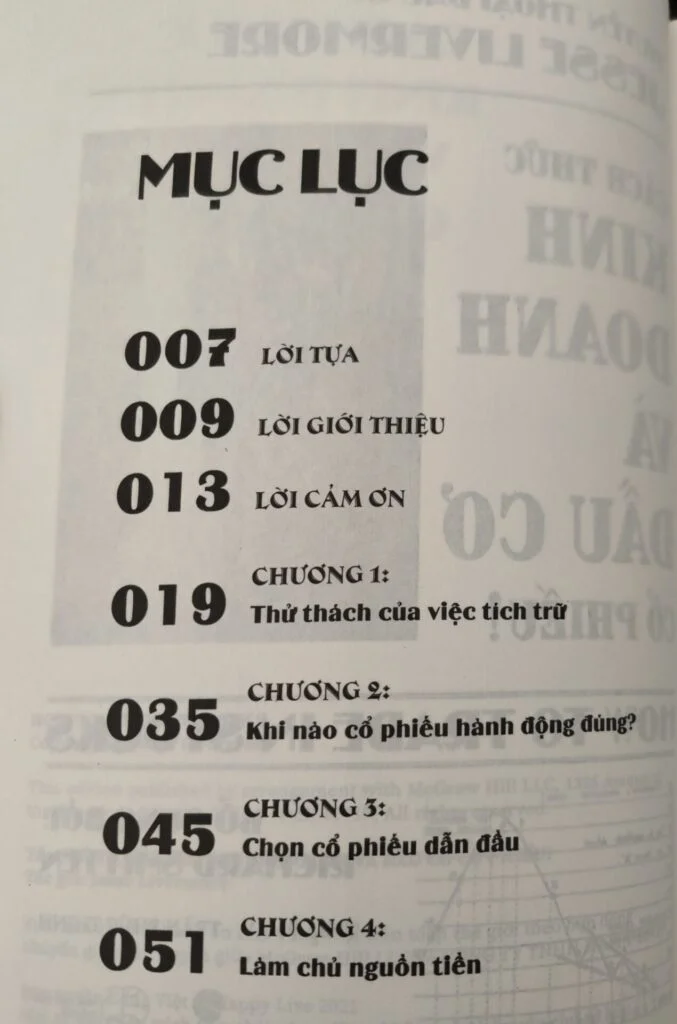 MỤC LỤC
007 LỜI TỰA
009 LỜI GIỚI THIỆU
013 LỜI CẢM ƠN
019 CHƯƠNG 1:
Thử thách của việc tích trữ
035 CHƯƠNG 2:
Khi nào cổ phiếu hành động đúng?
045 CHƯƠNG 3:
Chọn cổ phiếu dẫn đầu
051 CHƯƠNG 4:
Làm chủ nguồn tiền